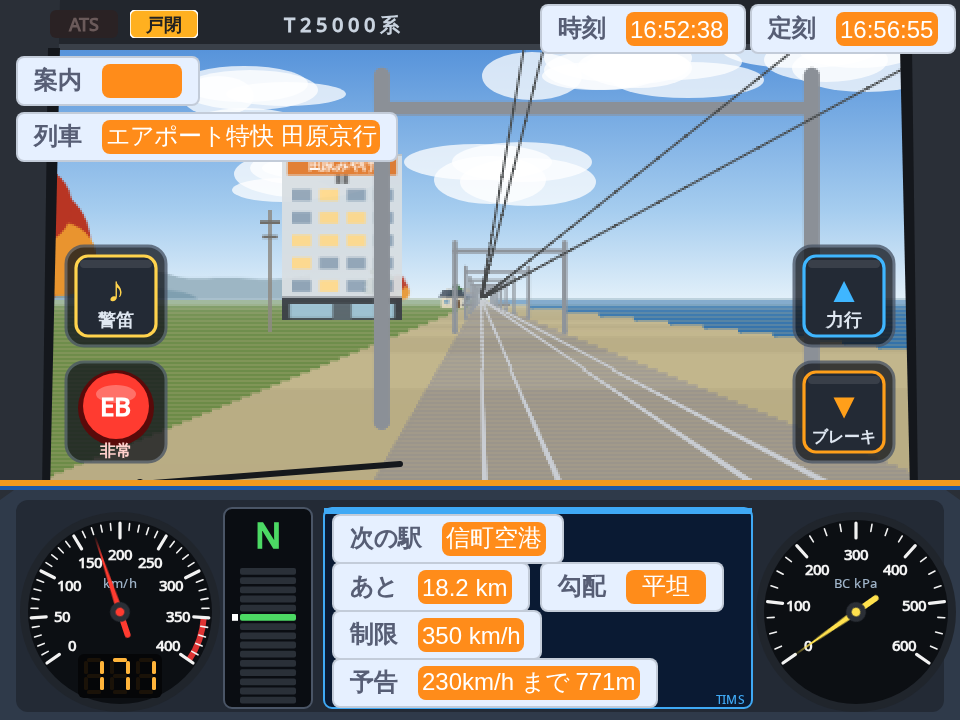 ATS 戸閉 T25000系 時刻 16:52:38 定刻 16:56:55
案内
列車 エアポート特快 田原京行
♪
警笛
▲
力行
EB
非常
▼
ブレーキ
0 50 100 150 200 250 300 350 400
km/h
171
N
次の駅 信町空港
あと 18.2 km 勾配 平坦
制限 350 km/h
予告 230km/h まで 771m
TIMS
0 100 200 300 400 500 600
BC kPa